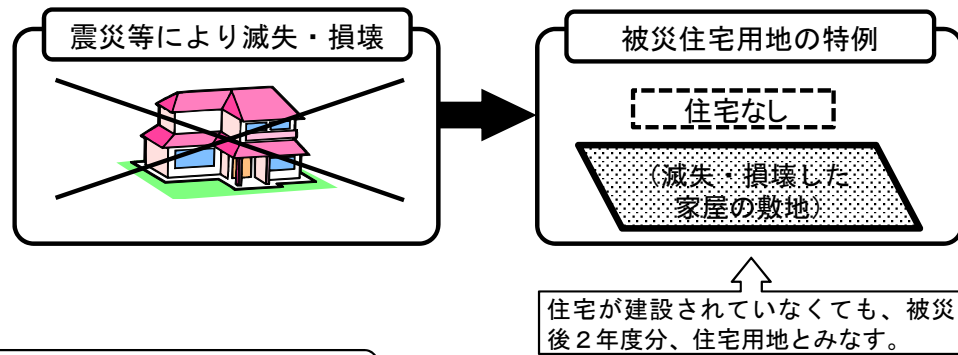 震災等により滅失・損壊
被災住宅用地の特例
住宅なし
(滅失・損壊した
家屋の敷地)
住宅が建設されていなくても、被災
後2年度分、住宅用地とみなす。